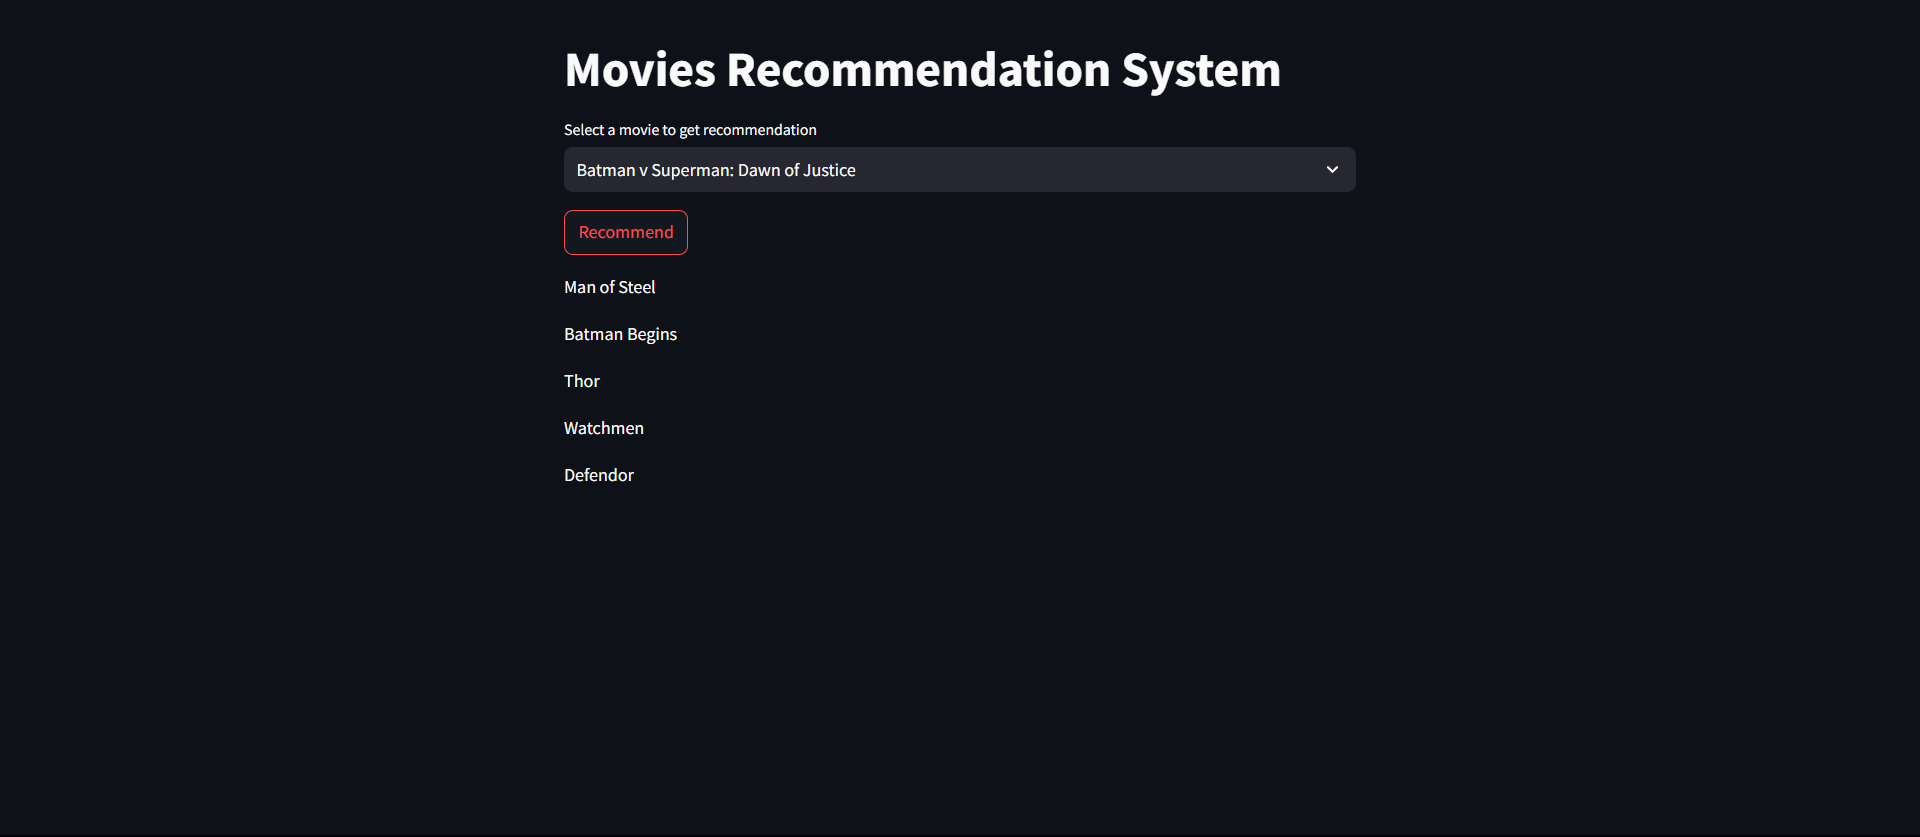 Movies Recommendation System
Select a movie to get recommendation
Batman v Superman: Dawn of Justice
Recommend
Man of Steel
Batman Begins
Thor
Watchmen
Defendor